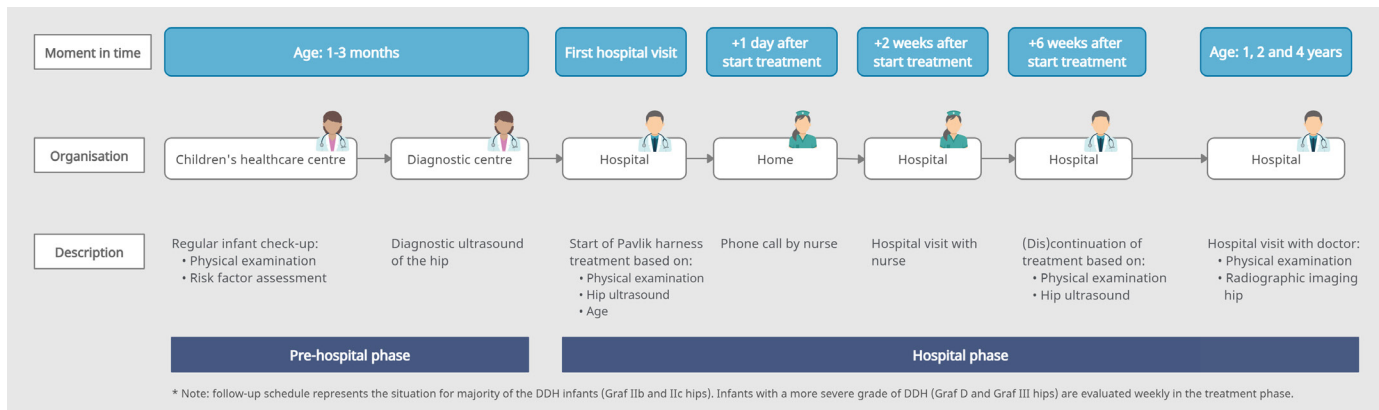 Moment in time
Age: 1-3 months
First hospital visit
+1 day after
start treatment
+2 weeks after
start treatment
+6 weeks after
start treatment
Age: 1, 2 and 4 years
Organisation
Children's healthcare centre
Diagnostic centre
Hospital
Home
Hospital
Hospital
Hospital
Description
Regular infant check-up:
• Physical examination
• Risk factor assessment
Diagnostic ultrasound
of the hip
Start of Pavlik harness
treatment based on:
• Physical examination
• Hip ultrasound
• Age
Phone call by nurse
Hospital visit with
nurse
(Dis)continuation of
treatment based on:
• Physical examination
• Hip ultrasound
Hospital visit with doctor:
• Physical examination
• Radiographic imaging
hip
Pre-hospital phase
Hospital phase
* Note: follow-up schedule represents the situation for majority of the DDH infants (Graf IIb and IIc hips). Infants with a more severe grade of DDH (Graf D and Graf III hips) are evaluated weekly in the treatment phase.